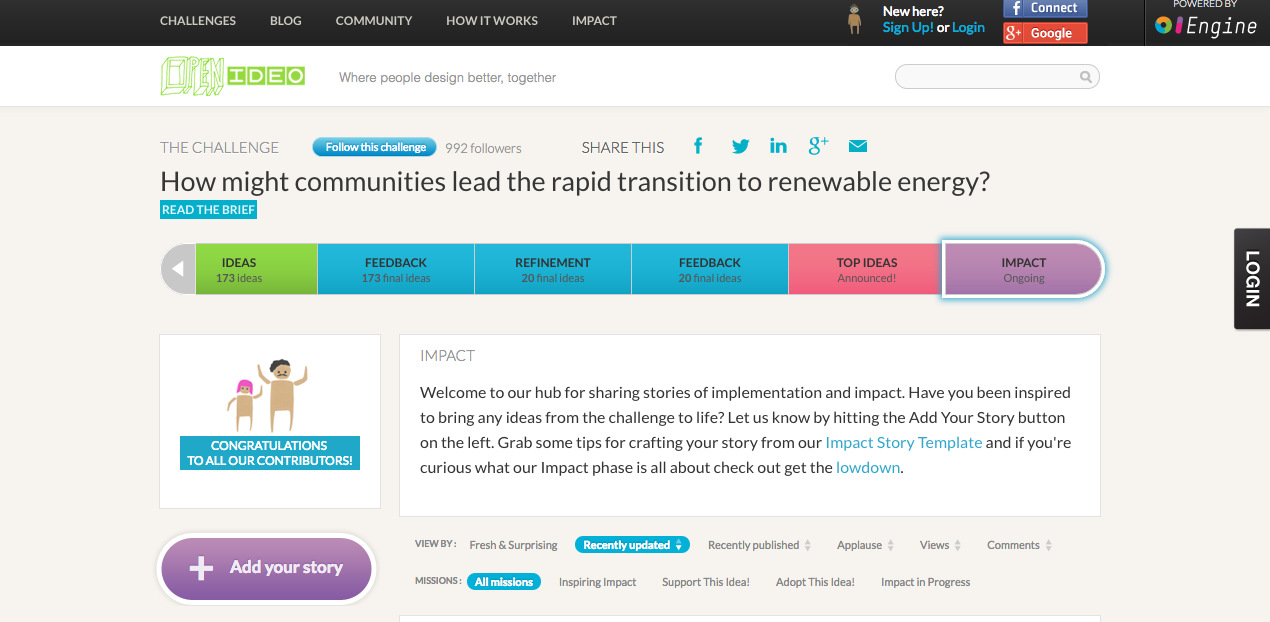 CHALLENGES BLOG COMMUNITY HOW IT WORKS IMPACT
New here?
Sign Up! or Login
f Connect
g+ Google
POWERED BY
OI Engine
OPEN IDEO
Where people design better, together
THE CHALLENGE Follow this challenge 992 followers SHARE THIS
How might communities lead the rapid transition to renewable energy?
READ THE BRIEF
IDEAS
173 ideas
FEEDBACK
173 final ideas
REFINEMENT
20 final ideas
FEEDBACK
20 final ideas
TOP IDEAS
Announced!
IMPACT
Ongoing
LOGIN
CONGRATULATIONS
TO ALL OUR CONTRIBUTORS!
+ Add your story
IMPACT
Welcome to our hub for sharing stories of implementation and impact. Have you been inspired
to bring any ideas from the challenge to life? Let us know by hitting the Add Your Story button
on the left. Grab some tips for crafting your story from our Impact Story Template and if you're
curious what our Impact phase is all about check out get the lowdown.
VIEW BY: Fresh & Surprising Recently updated Recently published Applause Views Comments
MISSIONS: All missions Inspiring Impact Support This Idea! Adopt This Idea! Impact in Progress